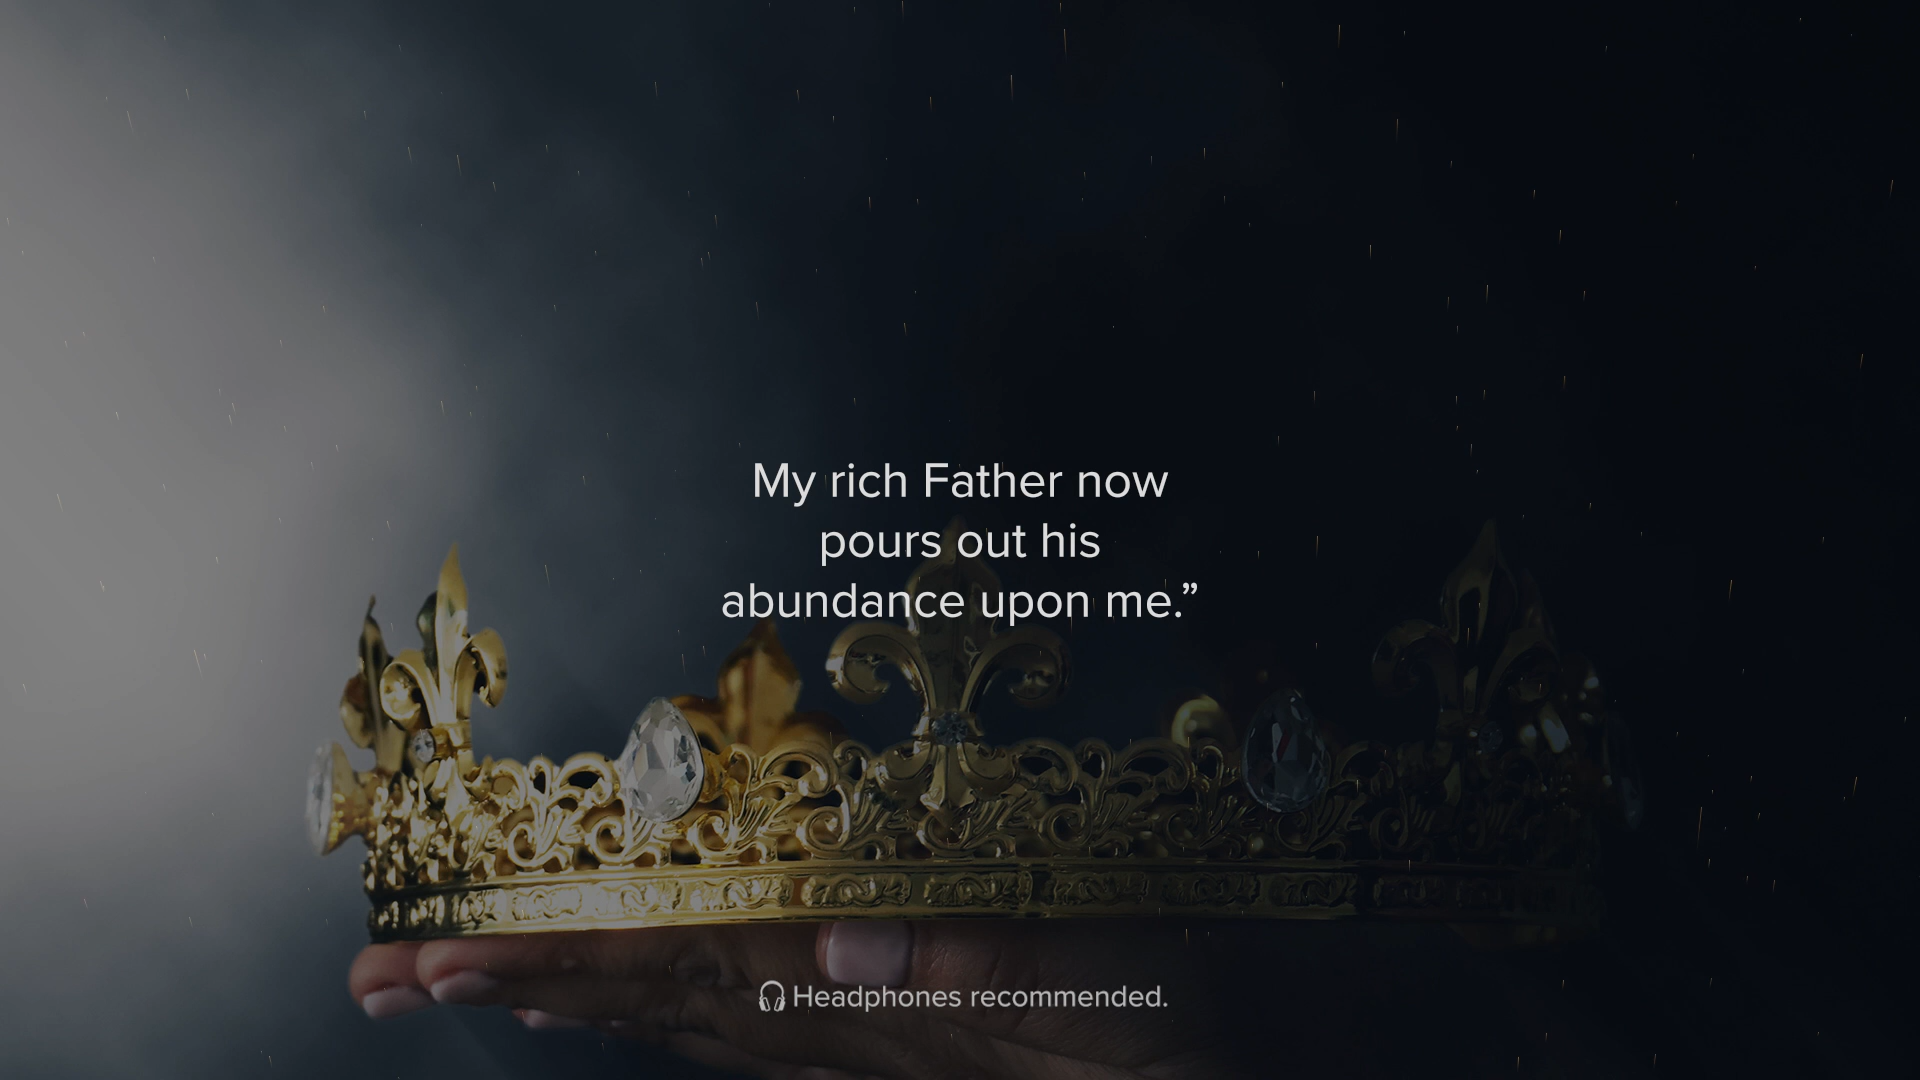 My rich Father now
pours out his
abundance upon me.”
Headphones recommended.